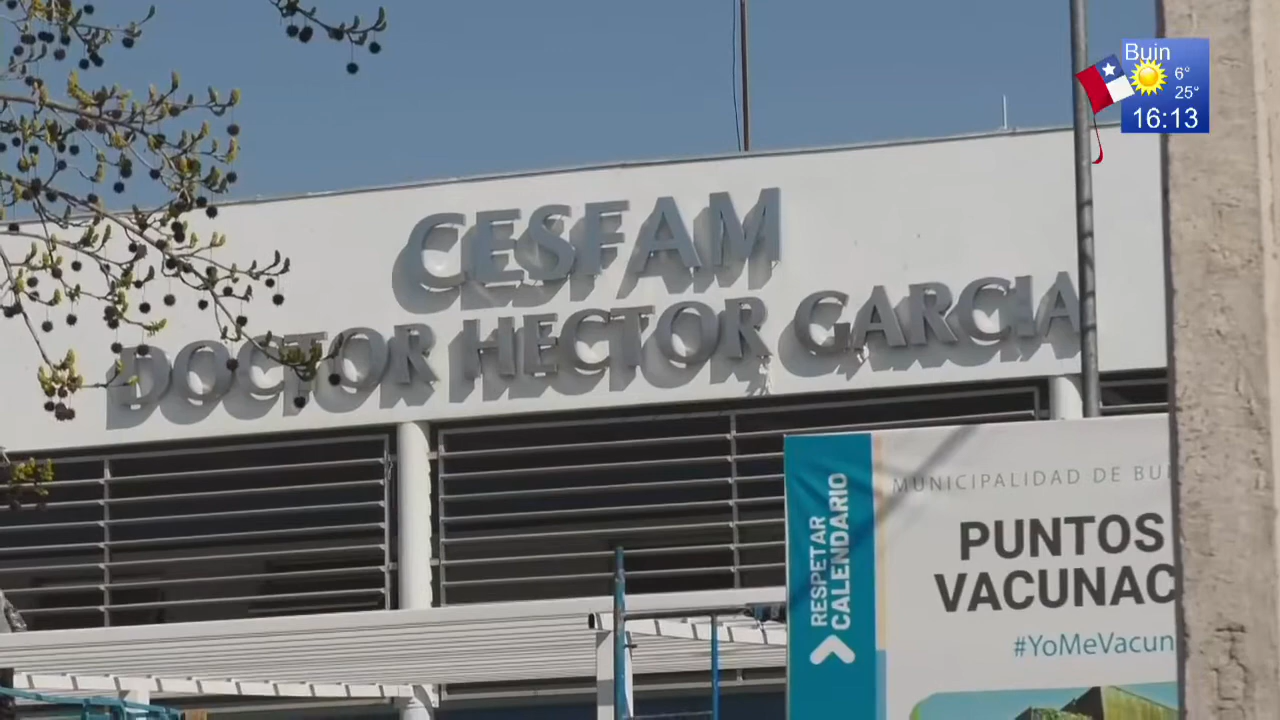 Buin
6°
25°
16:13
CESFAM
DOCTOR HECTOR GARCIA
RESPETAR
CALENDARIO
MUNICIPALIDAD DE BU
PUNTOS
VACUNAC
#YoMeVacun